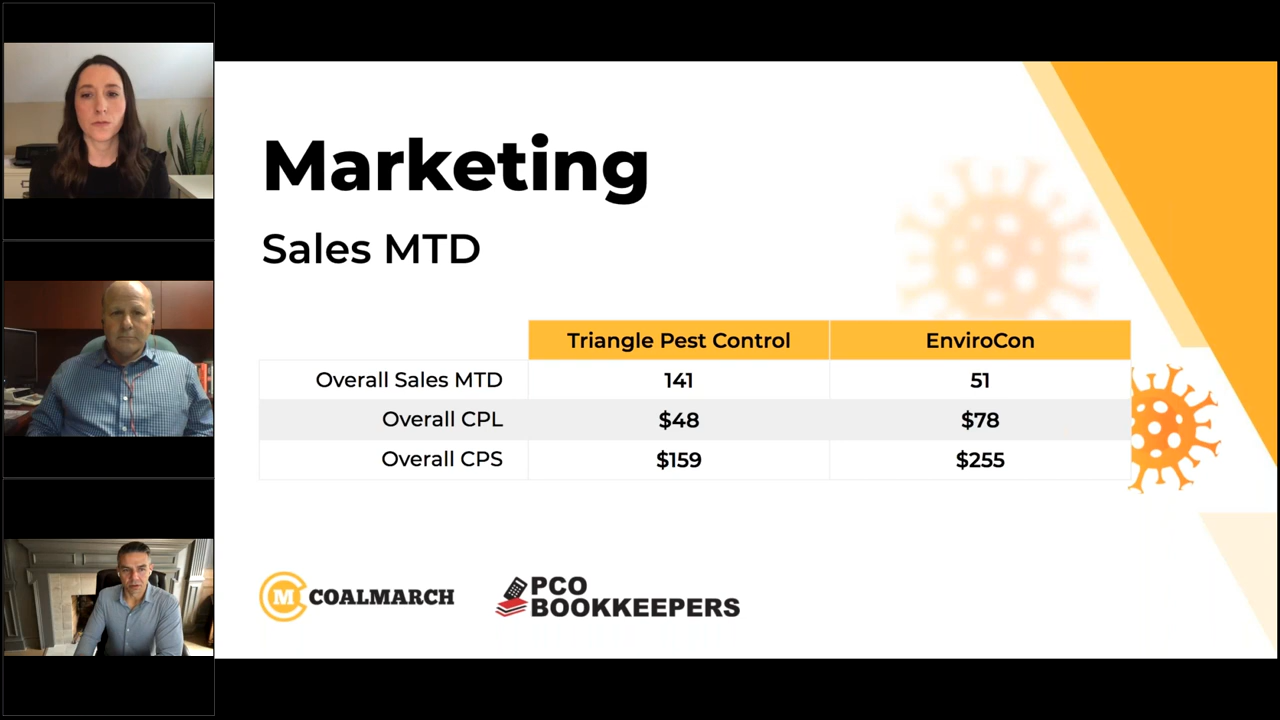 Marketing
Sales MTD
Triangle Pest Control EnviroCon
Overall Sales MTD 141 51
Overall CPL $48 $78
Overall CPS $159 $255
M COALMARCH
PCO
BOOKKEEPERS